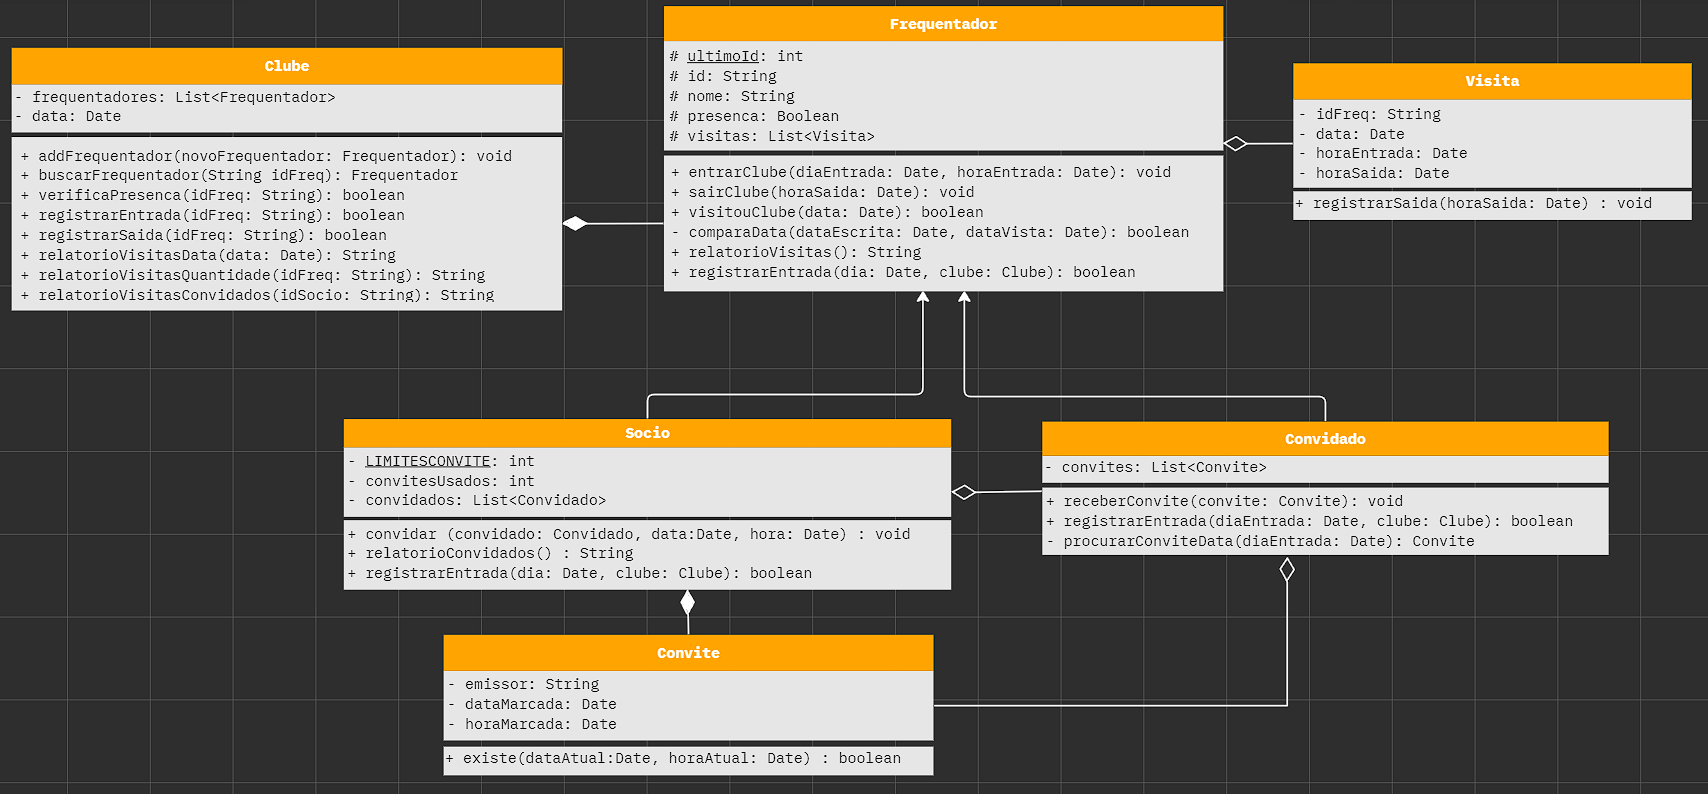 Clube
- frequentadores: List<Frequentador>
- data: Date
+ addFrequentador(novoFrequentador: Frequentador): void
+ buscarFrequentador(String idFreq): Frequentador
+ verificaPresenca(idFreq: String): boolean
+ registrarEntrada(idFreq: String): boolean
+ registrarSaida(idFreq: String): boolean
+ relatorioVisitasData(data: Date): String
+ relatorioVisitasQuantidade(idFreq: String): String
+ relatorioVisitasConvidados(idSocio: String): String
Frequentador
# ultimoId: int
# id: String
# nome: String
# presenca: Boolean
# visitas: List<Visita>
+ entrarClube(diaEntrada: Date, horaEntrada: Date): void
+ sairClube(horaSaida: Date): void
+ visitouClube(data: Date): boolean
- comparaData(dataEscrita: Date, dataVista: Date): boolean
+ relatorioVisitas(): String
+ registrarEntrada(dia: Date, clube: Clube): boolean
Visita
- idFreq: String
- data: Date
- horaEntrada: Date
- horaSaida: Date
+ registrarSaida(horaSaida: Date) : void
Socio
- LIMITESCONVITE: int
- convitesUsados: int
- convidados: List<Convidado>
+ convidar (convidado: Convidado, data:Date, hora: Date) : void
+ relatorioConvidados() : String
+ registrarEntrada(dia: Date, clube: Clube): boolean
Convidado
- convites: List<Convite>
+ receberConvite(convite: Convite): void
+ registrarEntrada(diaEntrada: Date, clube: Clube): boolean
- procurarConviteData(diaEntrada: Date): Convite
Convite
- emissor: String
- dataMarcada: Date
- horaMarcada: Date
+ existe(dataAtual:Date, horaAtual: Date) : boolean